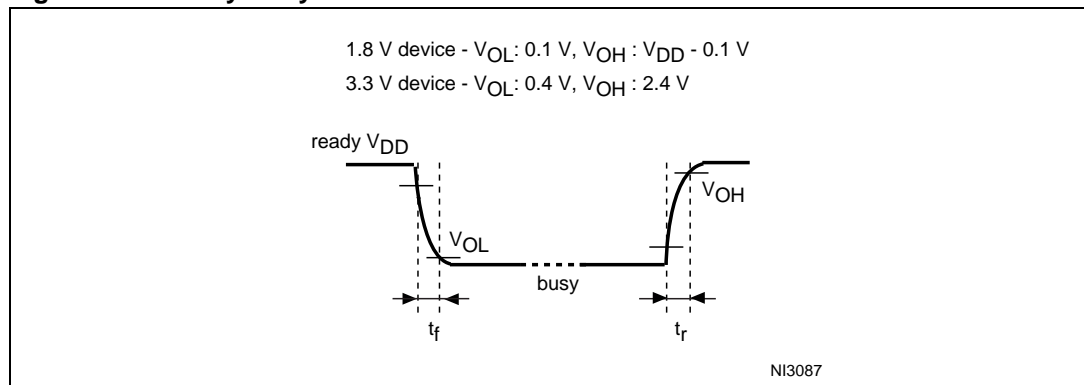 1.8 V device - VOL: 0.1 V, VOH : VDD - 0.1 V
3.3 V device - VOL: 0.4 V, VOH : 2.4 V
ready VDD
VOH
VOL
busy
tf
tr
NI3087